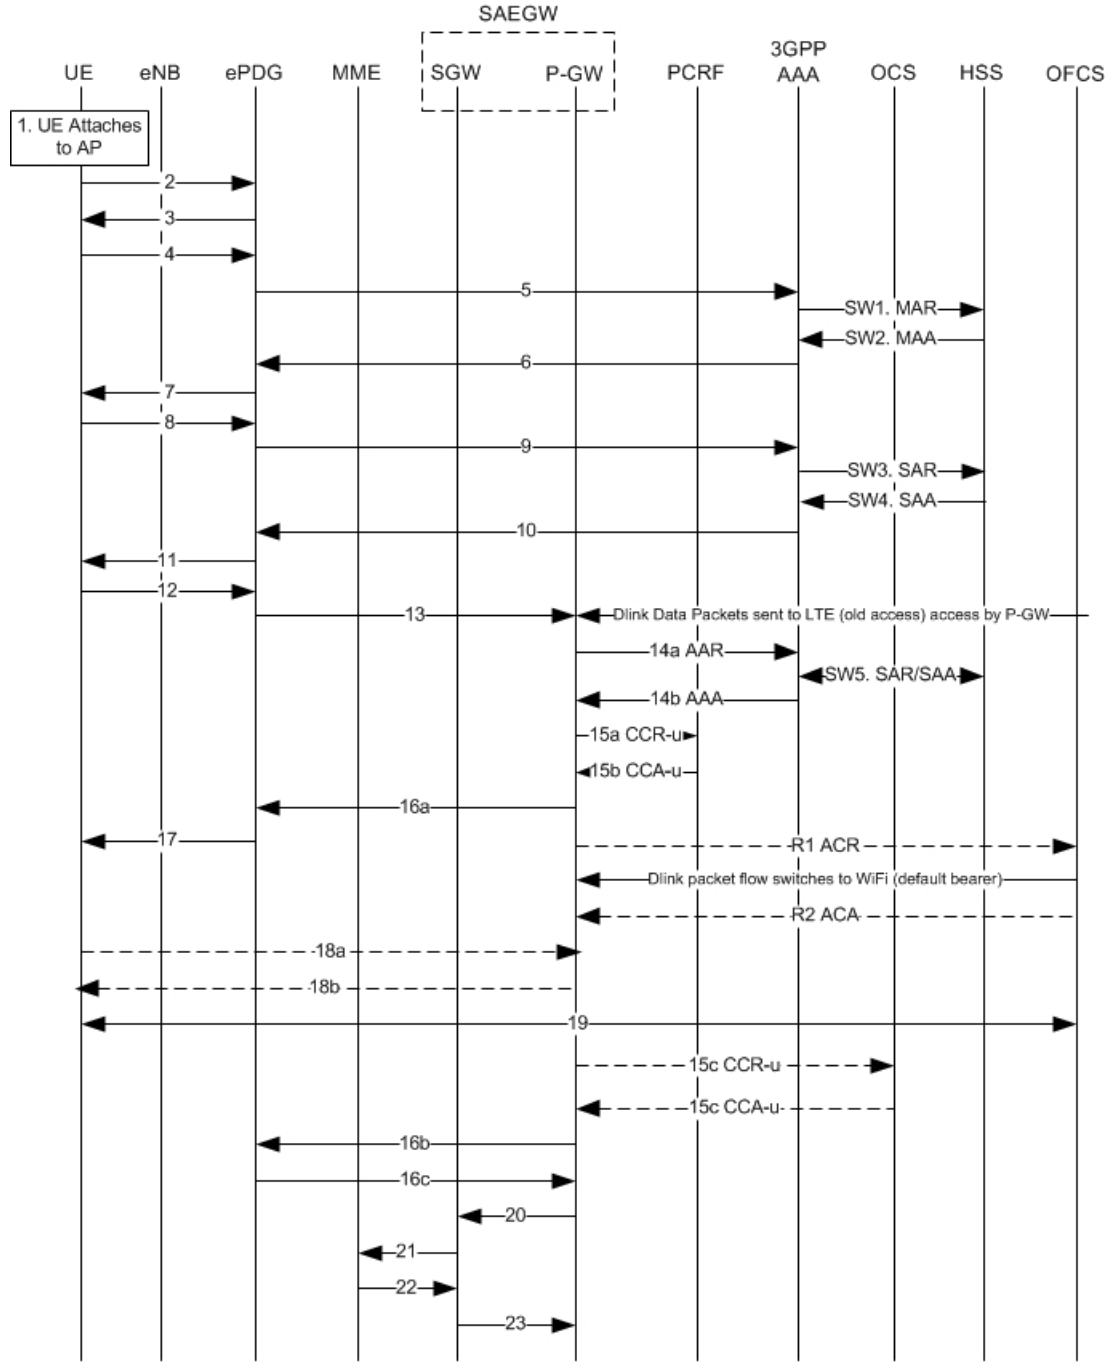 SAEGW
3GPP
UE eNB ePDG MME SGW P-GW PCRF AAA OCS HSS OFCS
1. UE Attaches
to AP
2
3
4
5
SW1. MAR
SW2. MAA
6
7
8
9
SW3. SAR
SW4. SAA
10
11
12
13 Dlink Data Packets sent to LTE (old access) access by P-GW
14a AAR
SW5. SAR/SAA
14b AAA
15a CCR-u
15b CCA-u
16a
17
R1 ACR
Dlink packet flow switches to WiFi (default bearer)
R2 ACA
18a
18b
19
15c CCR-u
15c CCA-u
16b
16c
20
21
22
23